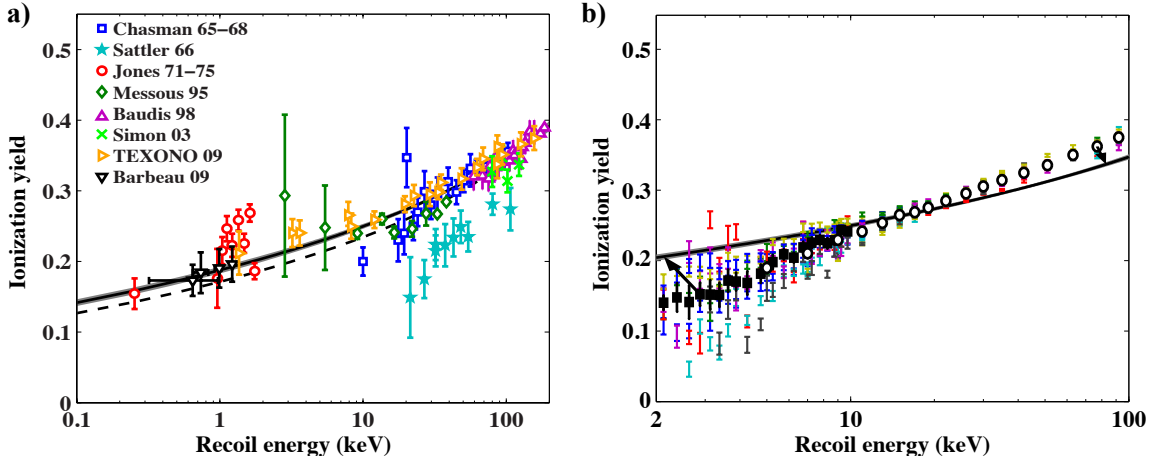 a)
Ionization yield
0.5
0.4
0.3
0.2
0.1
0
Chasman 65−68
Sattler 66
Jones 71−75
Messous 95
Baudis 98
Simon 03
TEXONO 09
Barbeau 09
0.1
1
10
100
Recoil energy (keV)
b)
Ionization yield
0.5
0.4
0.3
0.2
0.1
0
2
10
100
Recoil energy (keV)